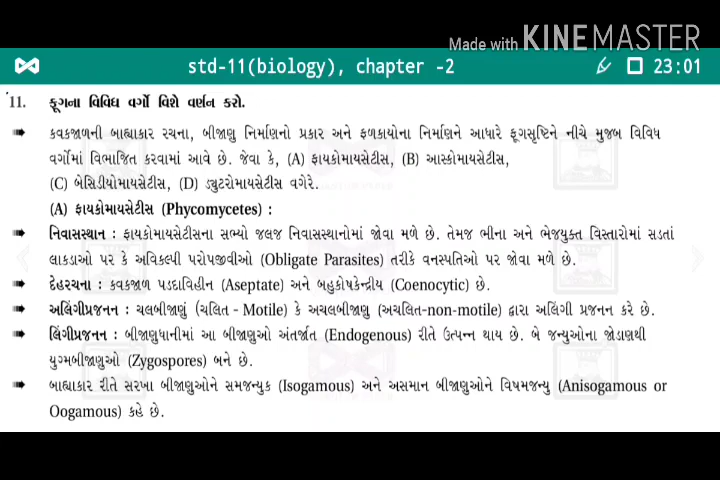 Made with KINEMASTER
std-11(biology), chapter -2
23:01
11. ફૂગના વિવિધ વર્ગો વિશે વર્ણન કરો.
કવકજાળની બાહ્યાકાર રચના, બીજાણુ નિર્માણનો પ્રકાર અને ફળકાયોના નિર્માણને આધારે ફૂગસૃષ્ટિને નીચે મુજબ વિવિધ
વર્ગોમાં વિભાજિત કરવામાં આવે છે. જેવા કે, (A) ફાયકોમાયસેટીસ, (B) આસ્કોમાયસેટીસ,
(C) બેસિડીયોમાયસેટીસ, (D) ડ્યુટરોમાયસેટીસ વગેરે.
(A) ફાયકોમાયસેટીસ (Phycomycetes) :
નિવાસસ્થાન : ફાયકોમાયસેટીસના સભ્યો જલજ નિવાસસ્થાનોમાં જોવા મળે છે. તેમજ ભીના અને ભેજયુક્ત વિસ્તારોમાં સડતાં
લાકડાઓ પર કે અવિકલ્પી પરોપજીવીઓ (Obligate Parasites) તરીકે વનસ્પતિઓ પર જોવા મળે છે.
દેહરચના : કવકજાળ પડદાવિહીન (Aseptate) અને બહુકોષકેન્દ્રીય (Coenocytic) છે.
અલિંગીપ્રજનન : ચલબીજાણું (ચલિત - Motile) કે અચલબીજાણુ (અચલિત-non-motile) દ્વારા અલિંગી પ્રજનન કરે છે.
લિંગીપ્રજનન : બીજાણુધાનીમાં આ બીજાણુઓ અંતર્જાત (Endogenous) રીતે ઉત્પન્ન થાય છે. બે જન્યુઓના જોડાણથી
યુગ્મબીજાણુઓ (Zygospores) બને છે.
બાહ્યાકાર રીતે સરખા બીજાણુઓને સમજન્યુક (Isogamous) અને અસમાન બીજાણુઓને વિષમજન્યુ (Anisogamous or
Oogamous) કહે છે.